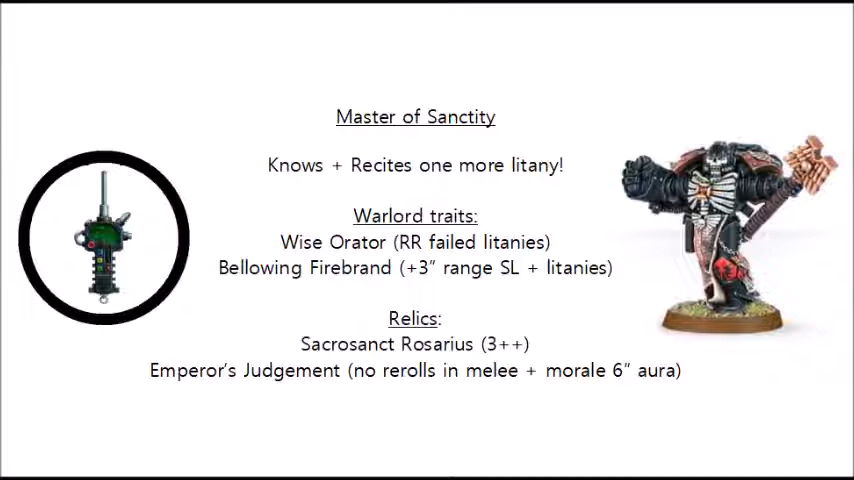 Master of Sanctity
Knows + Recites one more litany!
Warlord traits:
Wise Orator (RR failed litanies)
Bellowing Firebrand (+3" range SL + litanies)
Relics:
Sacrosanct Rosarius (3++)
Emperor's Judgement (no rerolls in melee + morale 6" aura)